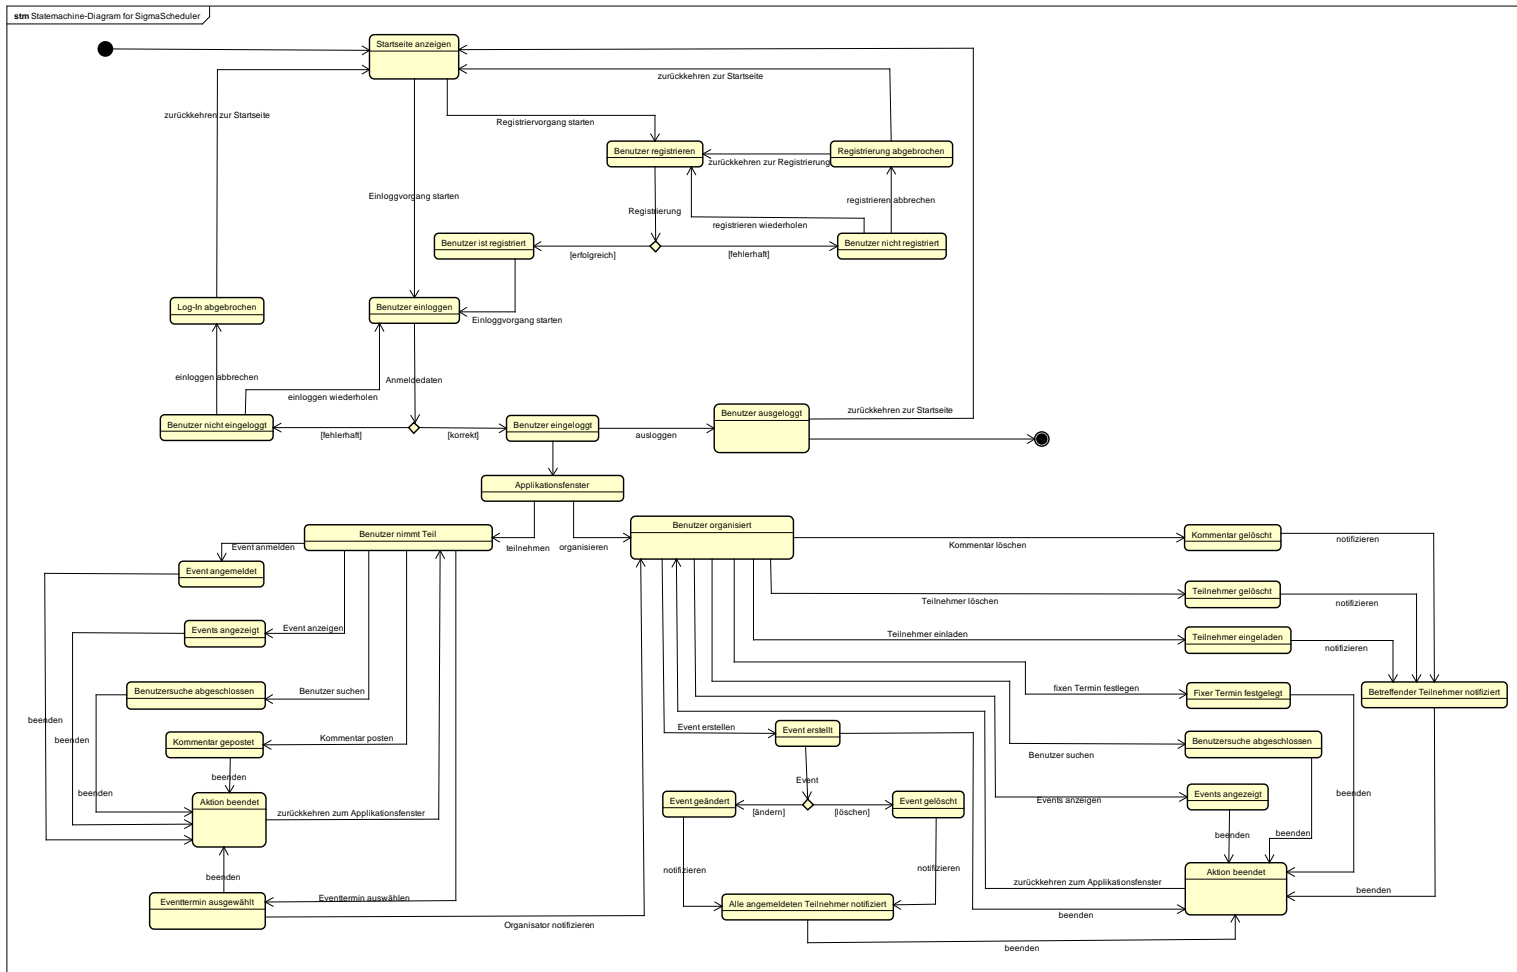 stm Statemachine-Diagram for SigmaScheduler
Startseite anzeigen
zurückkehren zur Startseite
zurückkehren zur Startseite
Registriervorgang starten
Benutzer registrieren
Registrierung abgebrochen
zurückkehren zur Registrierung
Einloggvorgang starten
registrieren abbrechen
Registrierung
registrieren wiederholen
Benutzer ist registriert
Benutzer nicht registriert
[erfolgreich]
[fehlerhaft]
Log-In abgebrochen
Benutzer einloggen
Einloggvorgang starten
einloggen abbrechen
Anmeldedaten
einloggen wiederholen
Benutzer ausgeloggt
zurückkehren zur Startseite
Benutzer nicht eingeloggt
Benutzer eingeloggt
[fehlerhaft]
[korrekt]
ausloggen
Applikationsfenster
Benutzer nimmt Teil
Benutzer organisiert
teilnehmen
organisieren
Event anmelden
Kommentar löschen
Kommentar gelöscht
notifizieren
Event angemeldet
Teilnehmer löschen
Teilnehmer gelöscht
notifizieren
Events angezeigt
Event anzeigen
Teilnehmer einladen
Teilnehmer eingeladen
notifizieren
Benutzersuche abgeschlossen
Benutzer suchen
fixen Termin festlegen
Fixer Termin festgelegt
Betreffender Teilnehmer notifiziert
beenden
beenden
Kommentar gepostet
Kommentar posten
Event erstellen
Event erstellt
Benutzersuche abgeschlossen
Benutzer suchen
beenden
beenden
Event
Events angezeigt
Events anzeigen
beenden
Aktion beendet
zurückkehren zum Applikationsfenster
Event geändert
[ändern]
[löschen]
Event gelöscht
beenden
beenden
notifizieren
notifizieren
Aktion beendet
beenden
zurückkehren zum Applikationsfenster
beenden
Eventtermin ausgewählt
Eventtermin auswählen
Organisator notifizieren
Alle angemeldeten Teilnehmer notifiziert
beenden
beenden